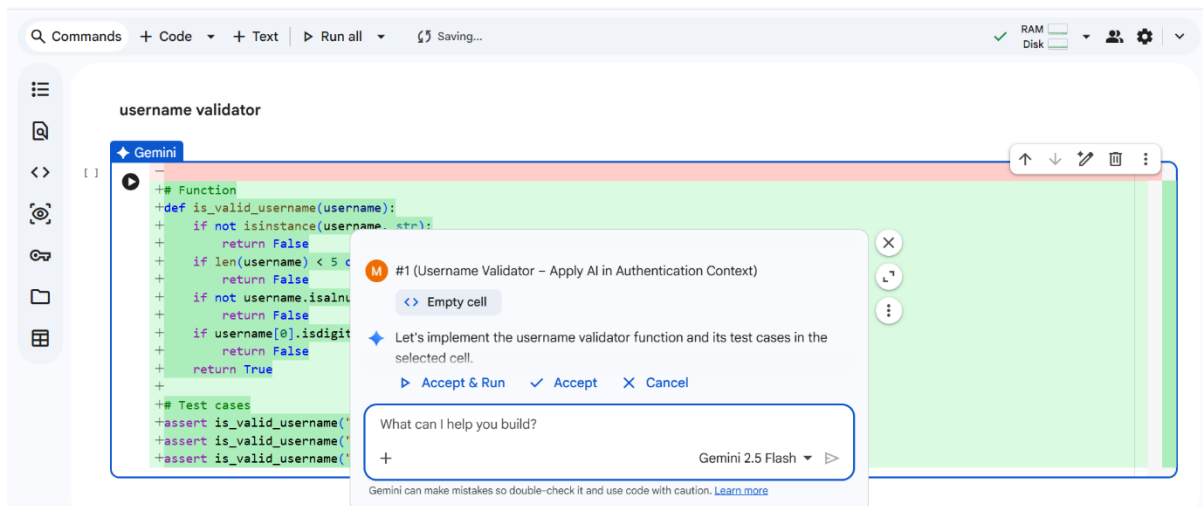 Commands + Code + Text Run all Saving... RAM Disk
username validator
Gemini
[ ]
−
+# Function
+def is_valid_username(username):
+    if not isinstance(username, str):
+        return False
+    if len(username) < 5
+        return False
+    if not username.isalnu
+        return False
+    if username[0].isdigit
+        return False
+    return True
+
+# Test cases
+assert is_valid_username("
+assert is_valid_username("
+assert is_valid_username("
M #1 (Username Validator – Apply AI in Authentication Context)
<> Empty cell
Let's implement the username validator function and its test cases in the
selected cell.
Accept & Run Accept Cancel
What can I help you build?
+ Gemini 2.5 Flash
Gemini can make mistakes so double-check it and use code with caution. Learn more